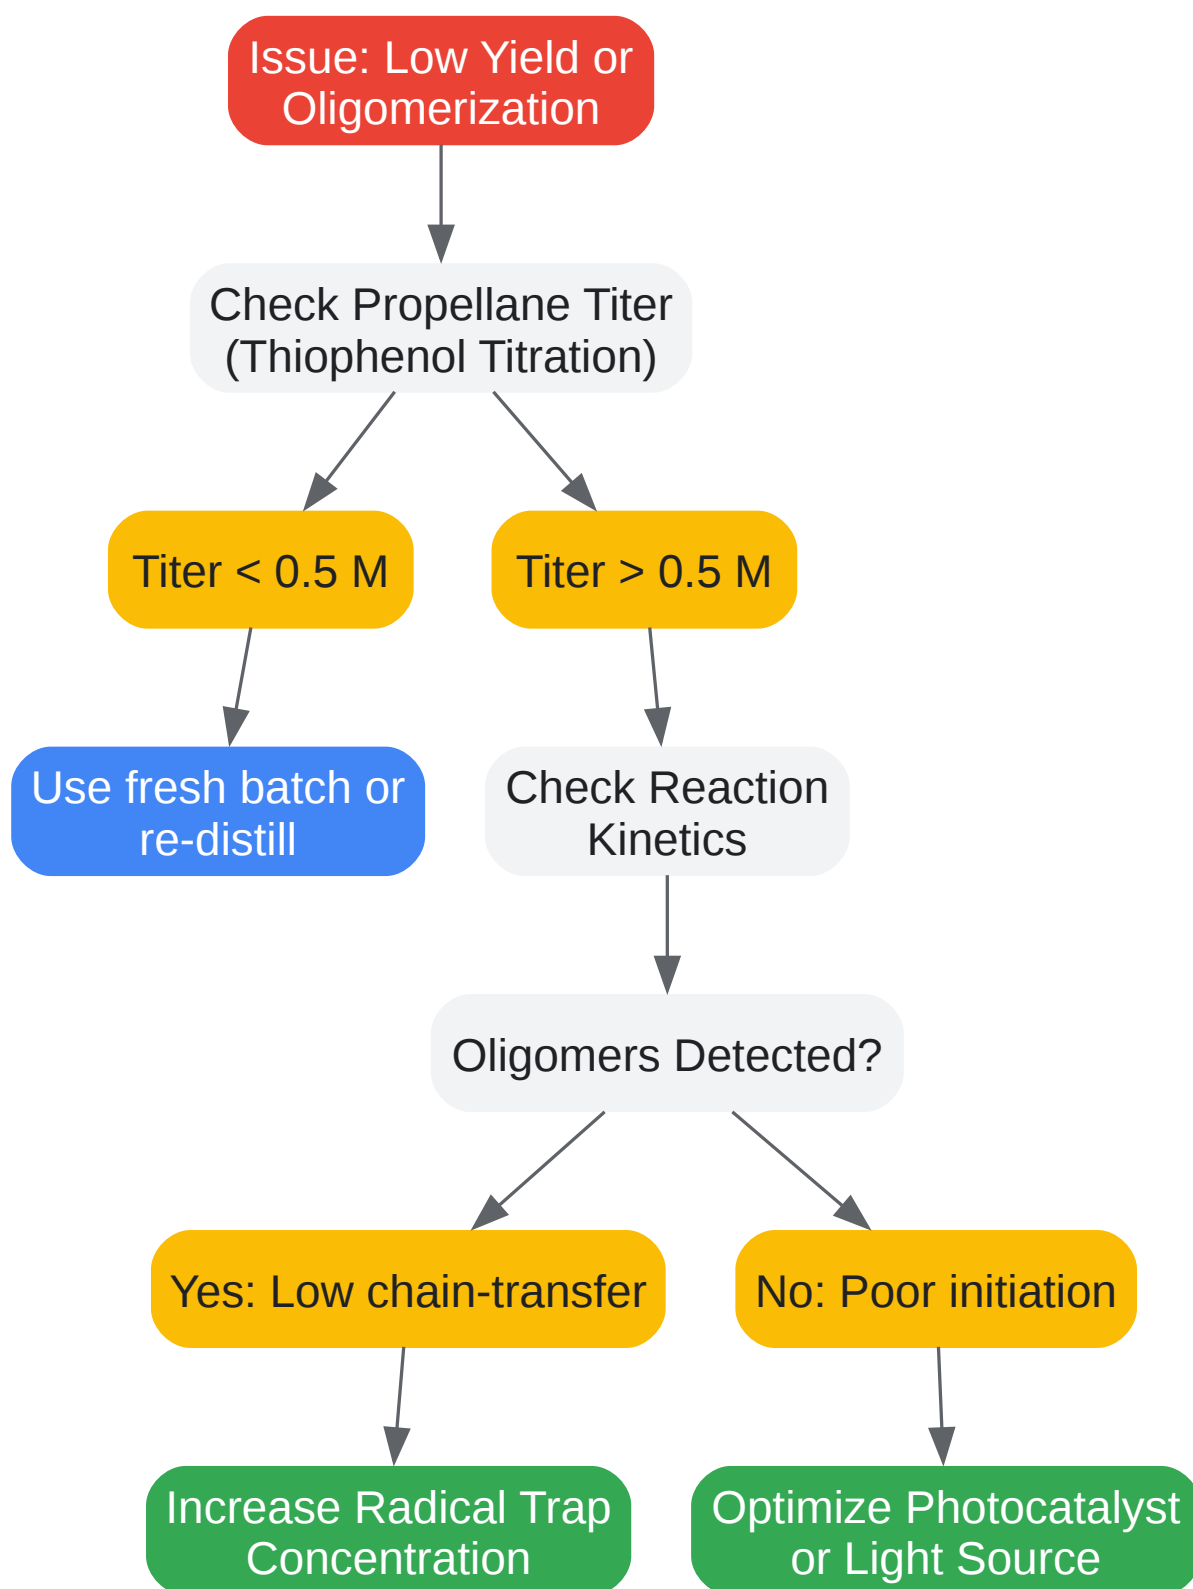 Issue: Low Yield or
Oligomerization
Check Propellane Titer
(Thiophenol Titration)
Titer < 0.5 M
Titer > 0.5 M
Use fresh batch or
re-distill
Check Reaction
Kinetics
Oligomers Detected?
Yes: Low chain-transfer
No: Poor initiation
Increase Radical Trap
Concentration
Optimize Photocatalyst
or Light Source